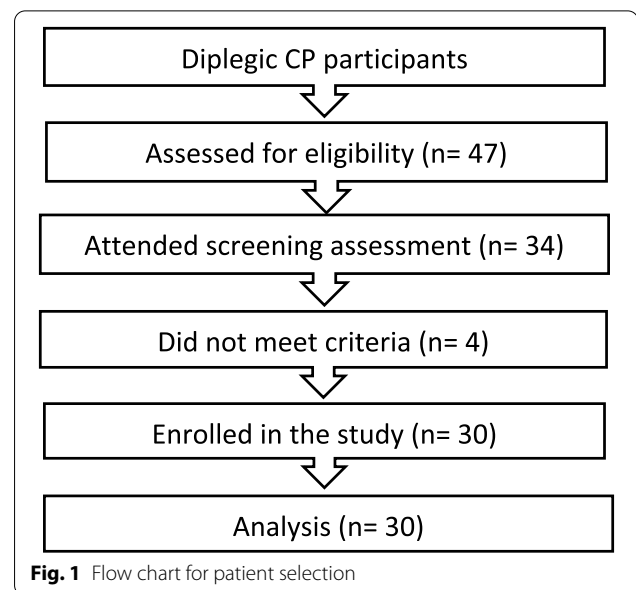 Diplegic CP participants
Assessed for eligibility (n= 47)
Attended screening assessment (n= 34)
Did not meet criteria (n= 4)
Enrolled in the study (n= 30)
Analysis (n= 30)
Fig. 1 Flow chart for patient selection